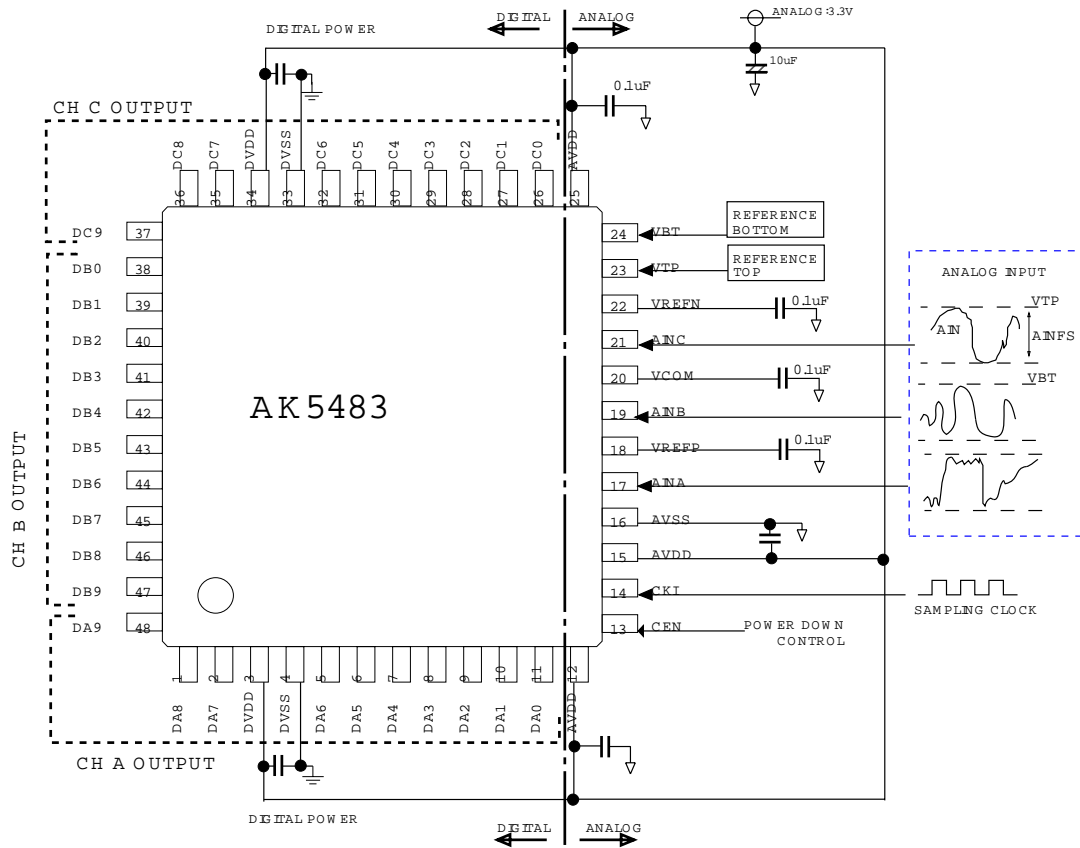 DIGITAL ANALOG
ANALOG:3.3V
DIGITAL POWER
10uF
0.1uF
CH C OUTPUT
DC8 DC7 DVDD DVSS DC6 DC5 DC4 DC3 DC2 DC1 DC0 AVDD
36 35 34 33 32 31 30 29 28 27 26 25
DC9 37
DB0 38
DB1 39
DB2 40
DB3 41
DB4 42
DB5 43
DB6 44
DB7 45
DB8 46
DB9 47
DA9 48
CH B OUTPUT
AK5483
24 VBT REFERENCE
BOTTOM
23 VTP REFERENCE
TOP
22 VREFN 0.1uF
21 AINC
20 VCOM 0.1uF
19 AINB
18 VREFP 0.1uF
17 AINA
16 AVSS
15 AVDD
14 CKI
13 CEN POWER DOWN
CONTROL
ANALOG INPUT
VTP
AIN AINFS
VBT
SAMPLING CLOCK
1 2 3 4 5 6 7 8 9 10 11 12
DA8 DA7 DVDD DVSS DA6 DA5 DA4 DA3 DA2 DA1 DA0 AVDD
CH A OUTPUT
DIGITAL POWER
DIGITAL ANALOG